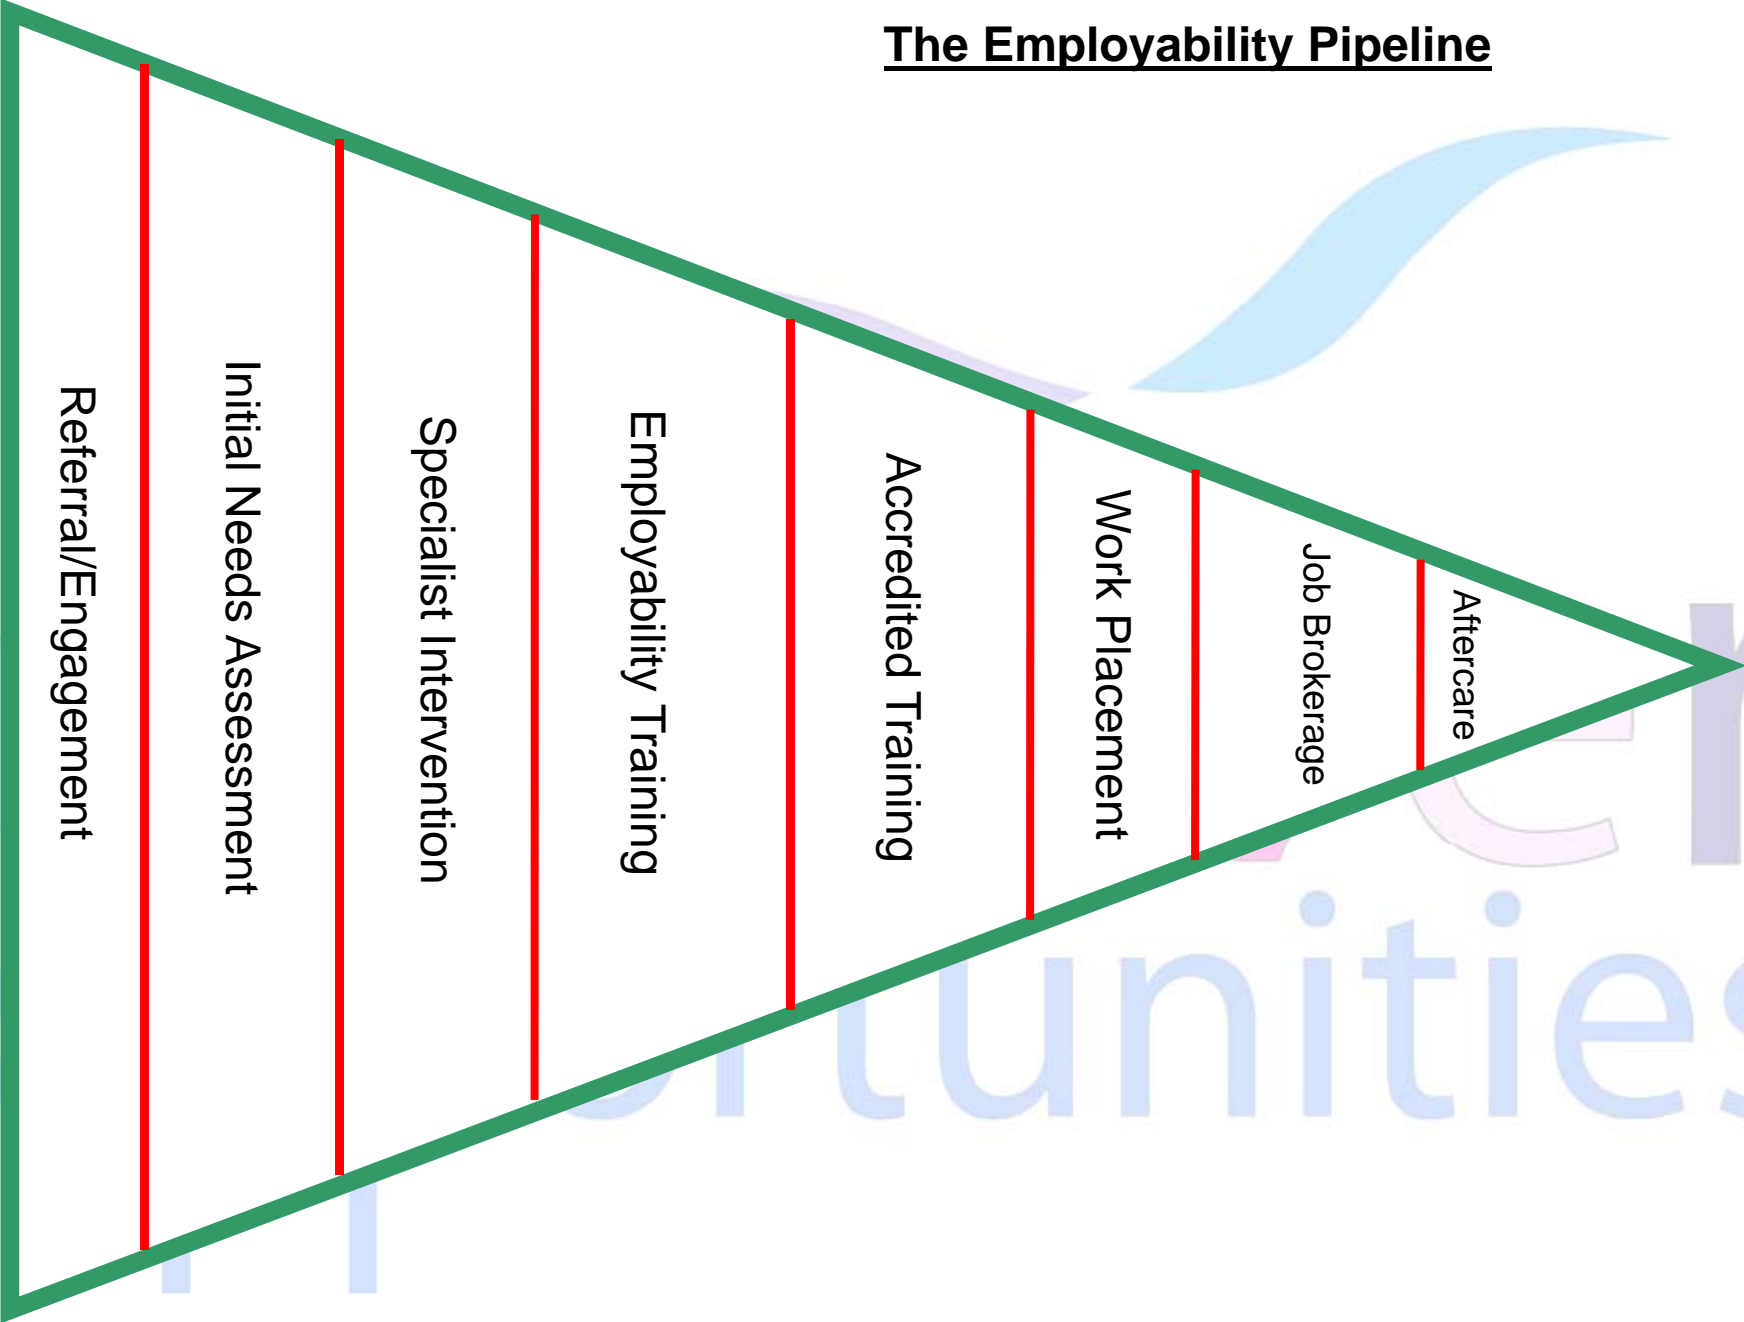 The Employability Pipeline
Referral/Engagement
Initial Needs Assessment
Specialist Intervention
Employability Training
Accredited Training
Work Placement
Job Brokerage
Aftercare